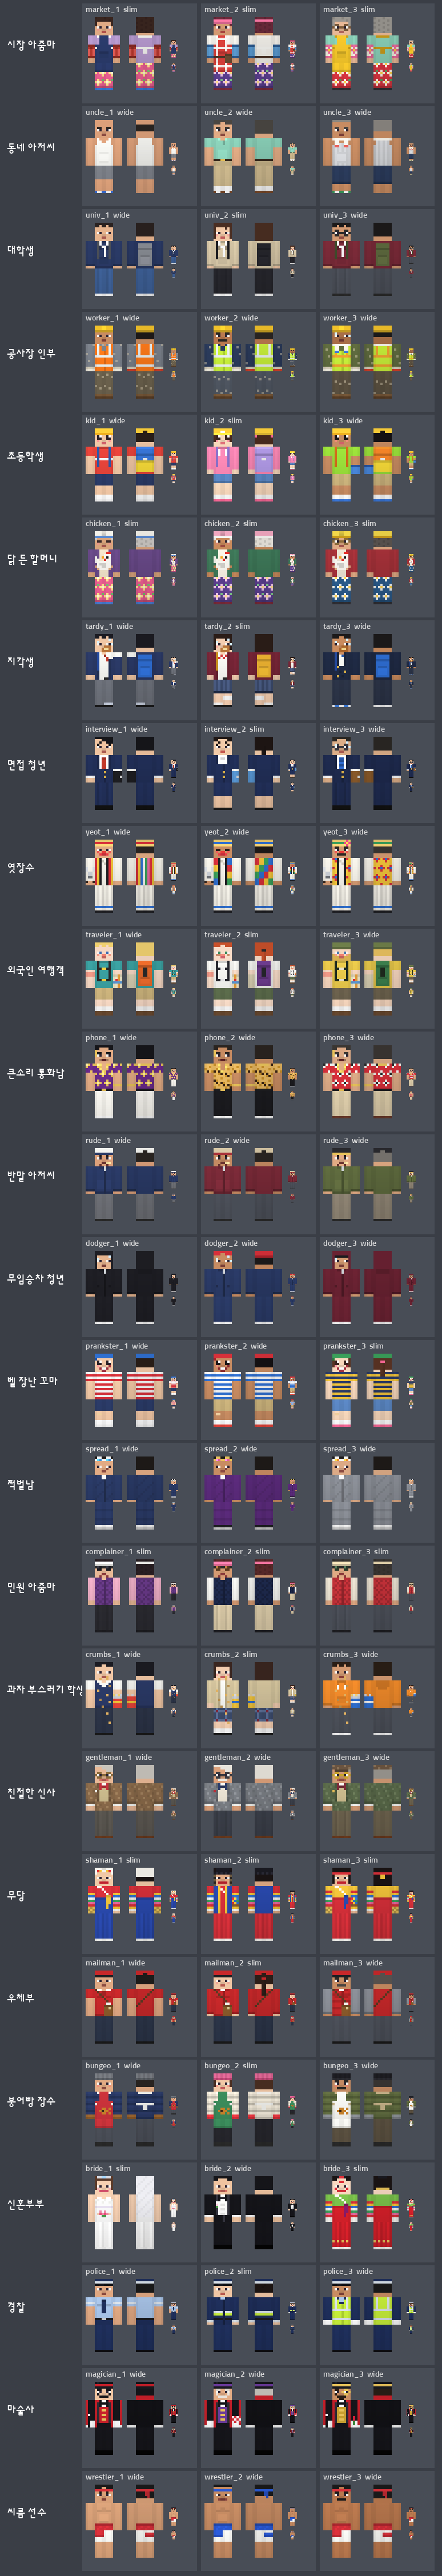 market_1 slim market_2 slim market_3 slim
시장 아줌마
uncle_1 wide uncle_2 wide uncle_3 wide
동네 아저씨
univ_1 wide univ_2 slim univ_3 wide
대학생
worker_1 wide worker_2 wide worker_3 wide
공사장 인부
kid_1 wide kid_2 slim kid_3 wide
초등학생
chicken_1 slim chicken_2 slim chicken_3 slim
닭 든 할머니
tardy_1 wide tardy_2 slim tardy_3 wide
지각생
interview_1 wide interview_2 slim interview_3 wide
면접 청년
yeot_1 wide yeot_2 wide yeot_3 wide
엿장수
traveler_1 wide traveler_2 slim traveler_3 wide
외국인 여행객
phone_1 wide phone_2 wide phone_3 wide
큰소리 통화남
rude_1 wide rude_2 wide rude_3 wide
반말 아저씨
dodger_1 wide dodger_2 wide dodger_3 wide
무임승차 청년
prankster_1 wide prankster_2 wide prankster_3 slim
벨 장난 꼬마
spread_1 wide spread_2 wide spread_3 wide
쩍벌남
complainer_1 slim complainer_2 slim complainer_3 slim
민원 아줌마
crumbs_1 wide crumbs_2 slim crumbs_3 wide
과자 부스러기 학생
gentleman_1 wide gentleman_2 wide gentleman_3 wide
친절한 신사
shaman_1 slim shaman_2 slim shaman_3 slim
무당
mailman_1 wide mailman_2 slim mailman_3 wide
우체부
bungeo_1 wide bungeo_2 slim bungeo_3 wide
붕어빵 장수
bride_1 slim bride_2 wide bride_3 slim
신혼부부
police_1 wide police_2 slim police_3 wide
경찰
magician_1 wide magician_2 wide magician_3 wide
마술사
wrestler_1 wide wrestler_2 wide wrestler_3 wide
씨름 선수